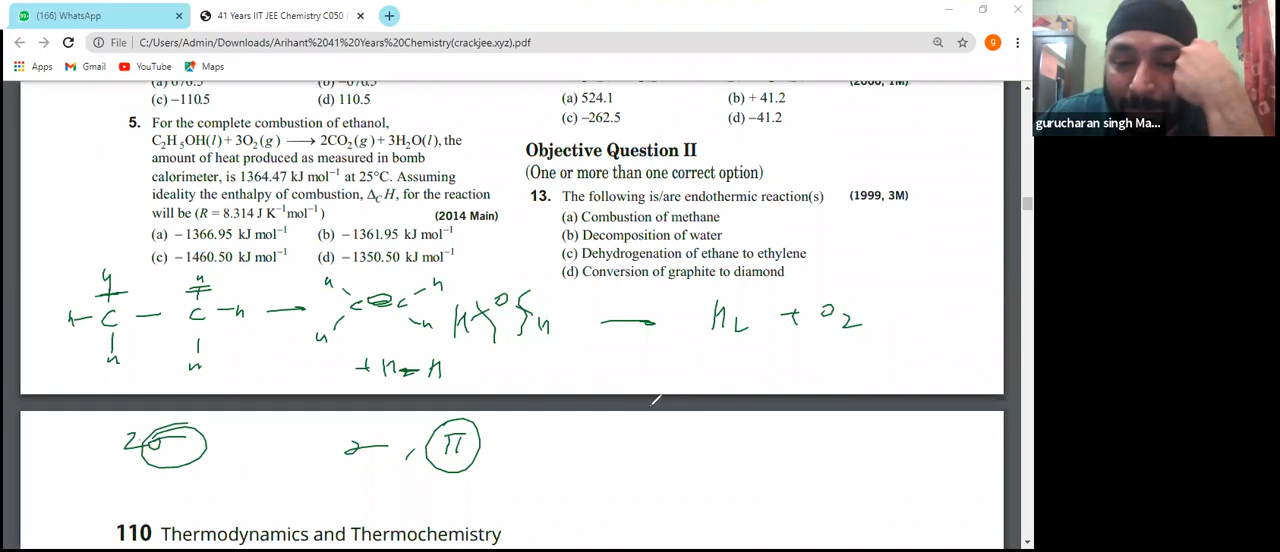 (166) WhatsApp
41 Years IIT JEE Chemistry C050
File C:/Users/Admin/Downloads/Arihant%2041%20Years%20Chemistry(crackjee.xyz).pdf
g
Apps Gmail YouTube Maps
(c) −110.5 (d) 110.5
5. For the complete combustion of ethanol,
C₂H₅OH(l) + 3O₂(g) ⟶ 2CO₂(g) + 3H₂O(l), the
amount of heat produced as measured in bomb
calorimeter, is 1364.47 kJ mol⁻¹ at 25°C. Assuming
ideality the enthalpy of combustion, Δ_CH, for the reaction
will be (R = 8.314 J K⁻¹mol⁻¹) (2014 Main)
(a) −1366.95 kJ mol⁻¹ (b) −1361.95 kJ mol⁻¹
(c) −1460.50 kJ mol⁻¹ (d) −1350.50 kJ mol⁻¹
(2000, 1M)
(a) 524.1 (b) + 41.2
(c) −262.5 (d) −41.2
Objective Question II
(One or more than one correct option)
13. The following is/are endothermic reaction(s) (1999, 3M)
(a) Combustion of methane
(b) Decomposition of water
(c) Dehydrogenation of ethane to ethylene
(d) Conversion of graphite to diamond
H₂ + O₂
π
110 Thermodynamics and Thermochemistry
gurucharan singh Ma...